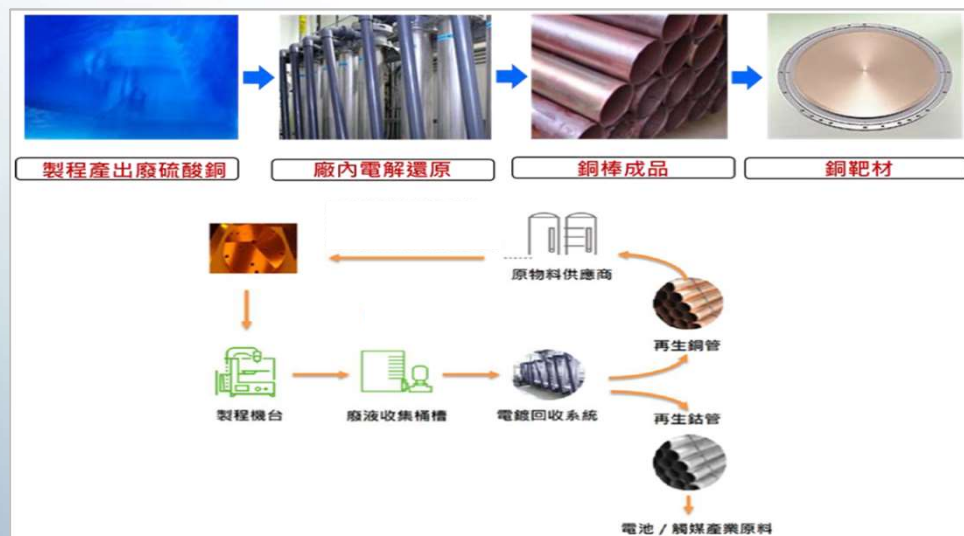 製程產出廢硫酸銅
廠內電解還原
銅棒成品
銅靶材
原物料供應商
再生銅管
製程機台
廢液收集桶槽
電鍍回收系統
再生鈷管
電池 / 觸媒產業原料